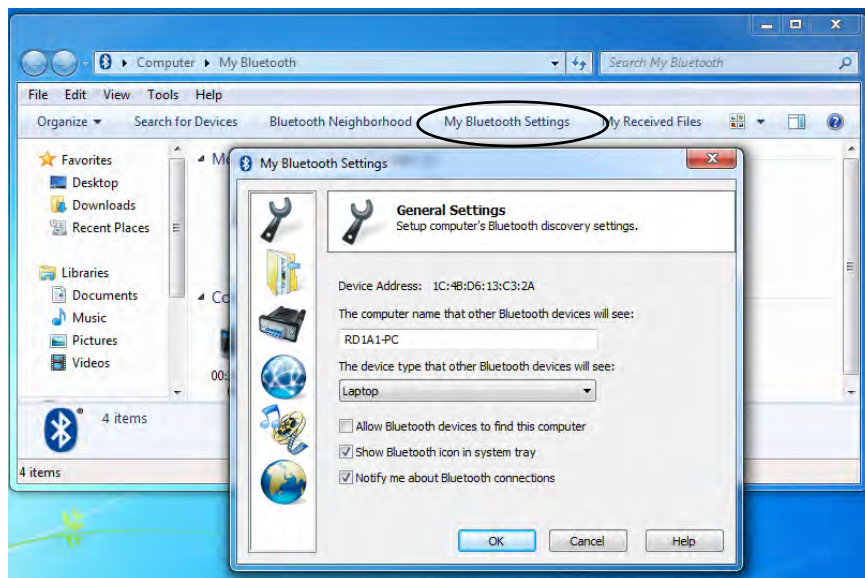 Computer ▸ My Bluetooth
Search My Bluetooth
File Edit View Tools Help
Organize ▾ Search for Devices Bluetooth Neighborhood My Bluetooth Settings My Received Files
Favorites
Desktop
Downloads
Recent Places
Libraries
Documents
Music
Pictures
Videos
4 items
4 items
My Bluetooth Settings
General Settings
Setup computer's Bluetooth discovery settings.
Device Address: 1C:4B:D6:13:C3:2A
The computer name that other Bluetooth devices will see:
RD1A1-PC
The device type that other Bluetooth devices will see:
Laptop
Allow Bluetooth devices to find this computer
Show Bluetooth icon in system tray
Notify me about Bluetooth connections
OK Cancel Help